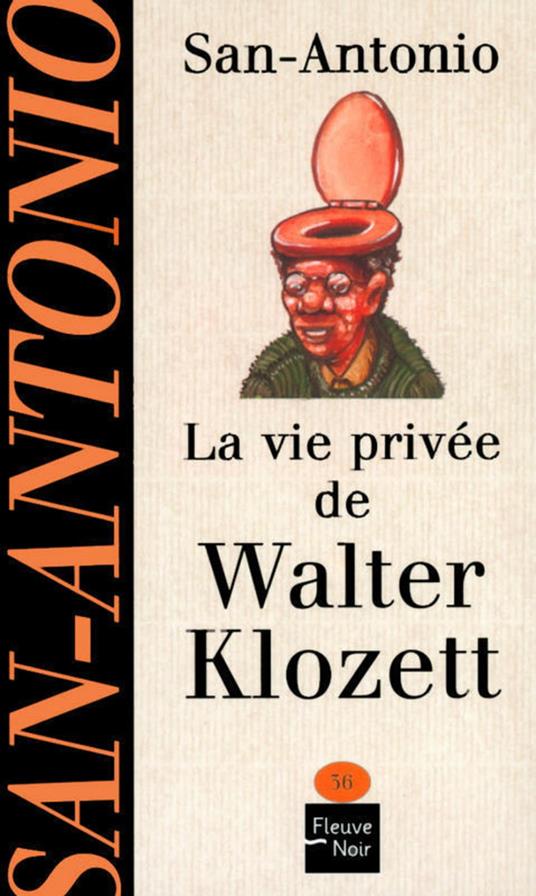 SAN-ANTONIO
San-Antonio
La vie privée
de
Walter
Klozett
36
Fleuve
Noir